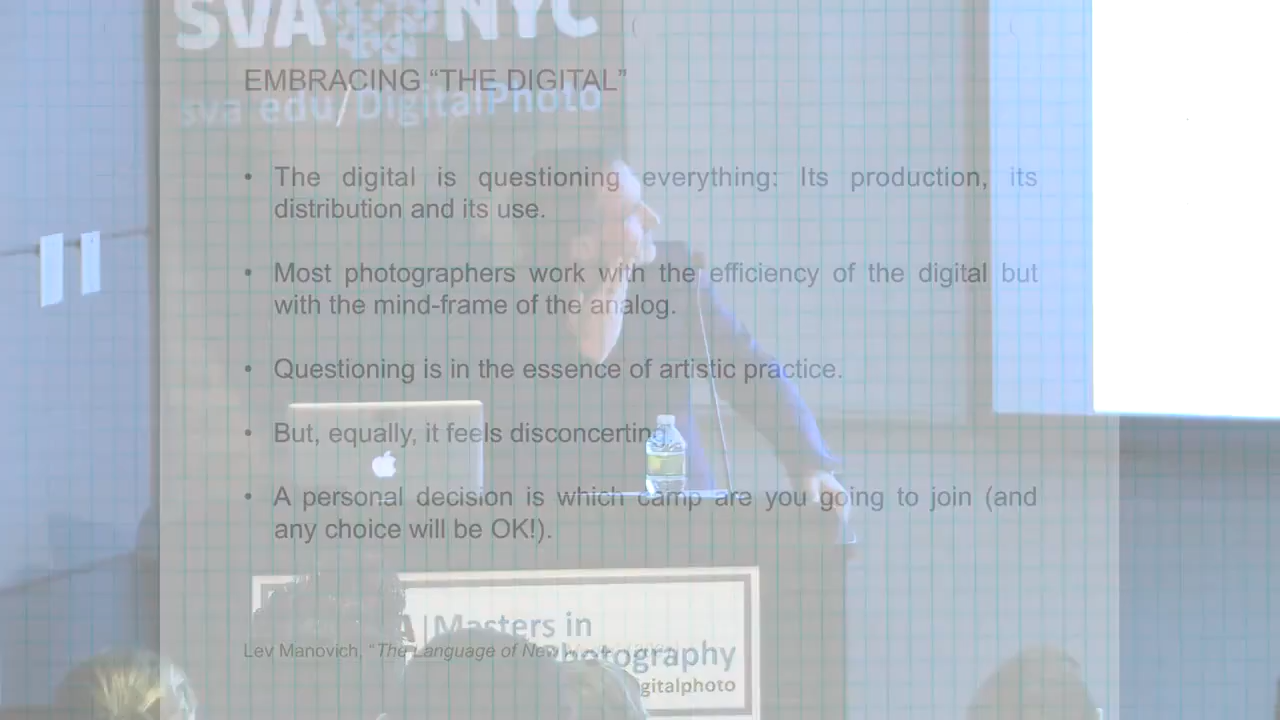 SVA NYC
EMBRACING “THE DIGITAL”
sva.edu/DigitalPhoto
• The digital is questioning everything: Its production, its
distribution and its use.
• Most photographers work with the efficiency of the digital but
with the mind-frame of the analog.
• Questioning is in the essence of artistic practice.
• But, equally, it feels disconcerting.
• A personal decision is which camp are you going to join (and
any choice will be OK!).
|Masters in
Lev Manovich, “The Language of New
Photography
gitalphoto